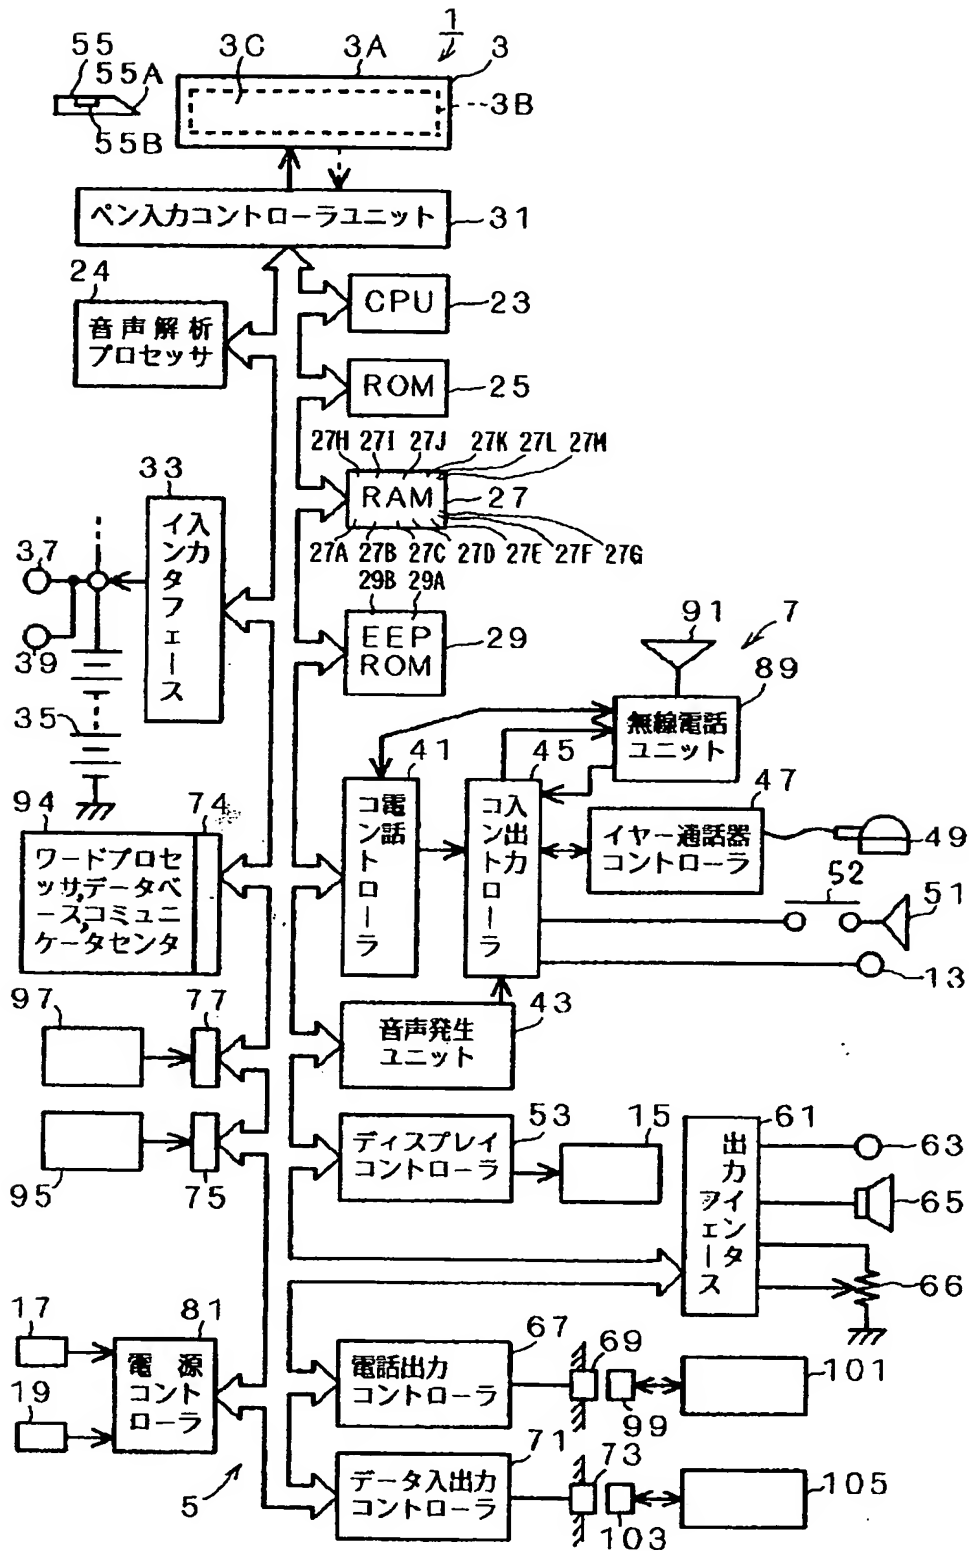 1
55
3C
3A
3
55A
3B
55B
ペン入力コントローラユニット
31
24
CPU
23
音声解析
プロセッサ
ROM
25
27H
27I
27J
27K
27L
27M
33
RAM
27
入力
インタフェース
37
27A
27B
27C
27D
27E
27F
27G
29B
29A
39
EEP
ROM
29
91
7
89
無線電話
ユニット
35
41
45
47
94
74
電話
コントローラ
入出力
コントローラ
イヤー通話器
コントローラ
49
ワードプロセ
ッサ,データベ
ース,コミュニ
ケータセンタ
52
51
13
97
77
音声発生
ユニット
43
95
75
ディスプレイ
コントローラ
53
15
61
出力
インタ
フェース
63
65
66
17
81
67
69
101
電源
コント
ローラ
電話出力
コントローラ
19
99
71
73
105
5
データ入出力
コントローラ
103